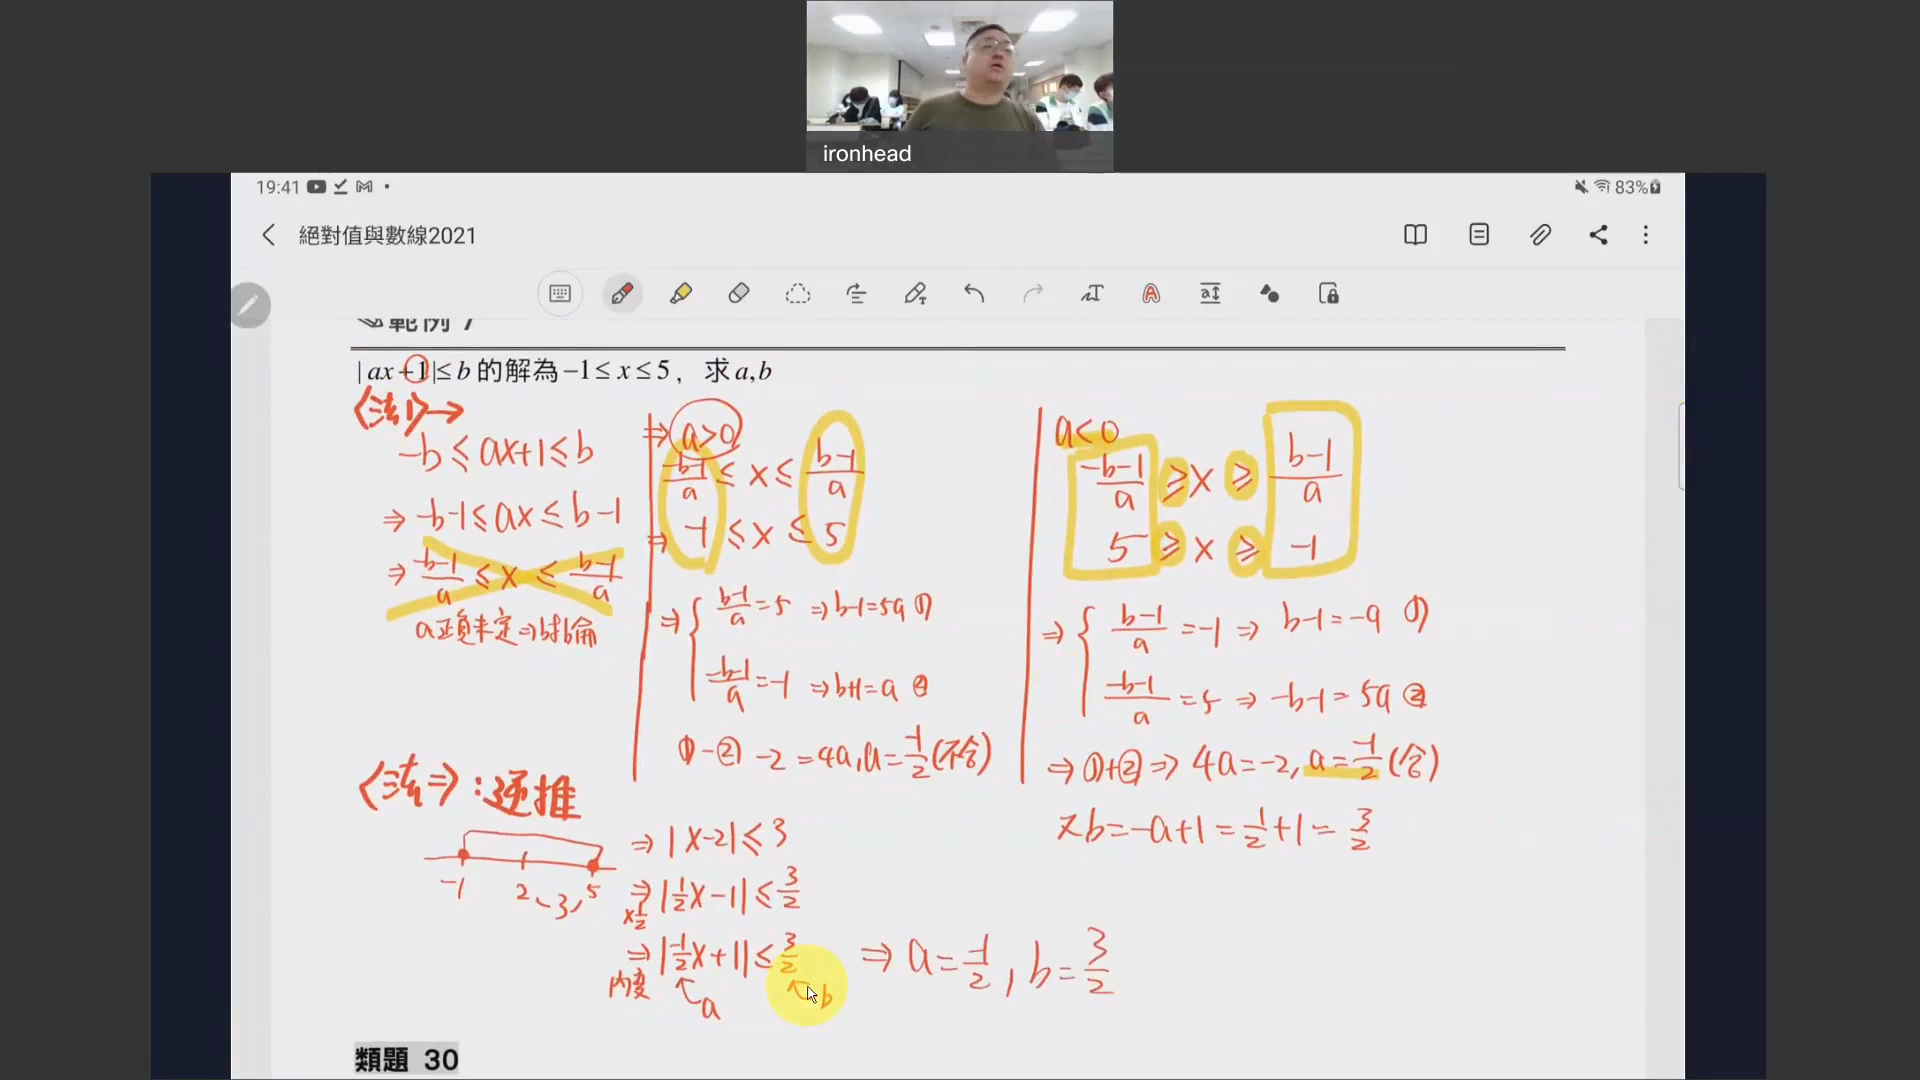 ironhead
19:41
83%
絕對值與數線2021
範例 7
| ax + 1 | ≤ b 的解為 −1 ≤ x ≤ 5 , 求 a, b
<法1>→
-b ≤ ax+1 ≤ b
⇒ -b-1 ≤ ax ≤ b-1
⇒ (-b-1)/a ≤ x ≤ (b-1)/a
a正負未定⇒討論
⇒ a>0
(-b-1)/a ≤ x ≤ (b-1)/a
⇒ -1 ≤ x ≤ 5
⇒ { (b-1)/a = 5 ⇒ b-1=5a ①
(-b-1)/a = -1 ⇒ b+1=a ②
①-② -2 = 4a, a = -1/2 (不合)
a<0
(-b-1)/a ≥ x ≥ (b-1)/a
5 ≥ x ≥ -1
⇒ { (b-1)/a = -1 ⇒ b-1=-a ①
(-b-1)/a = 5 ⇒ -b-1 = 5a ②
⇒ ①+② ⇒ 4a=-2, a = -1/2 (合)
又b=-a+1 = 1/2+1 = 3/2
<法二>:逆推
-1 2 3 5
⇒ |x-2| ≤ 3
⇒ |1/2x-1| ≤ 3/2
×1/2
⇒ |-1/2x+1| ≤ 3/2
內變
a
b
⇒ a = -1/2, b = 3/2
類題 30